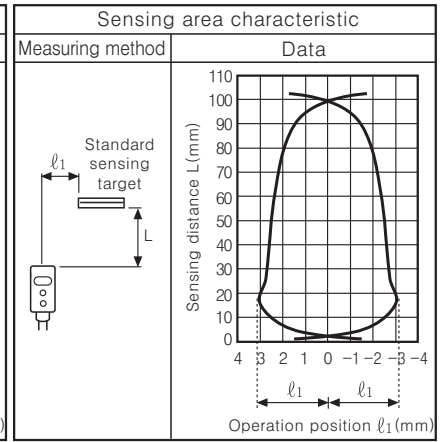 Sensing area characteristic
Measuring method
Data
ℓ1
Standard
sensing
target
L
Sensing distance L(mm)
110
100
90
80
70
60
50
40
30
20
10
0
4 3 2 1 0 -1 -2 -3 -4
ℓ1 ℓ1
Operation position ℓ1(mm)
)